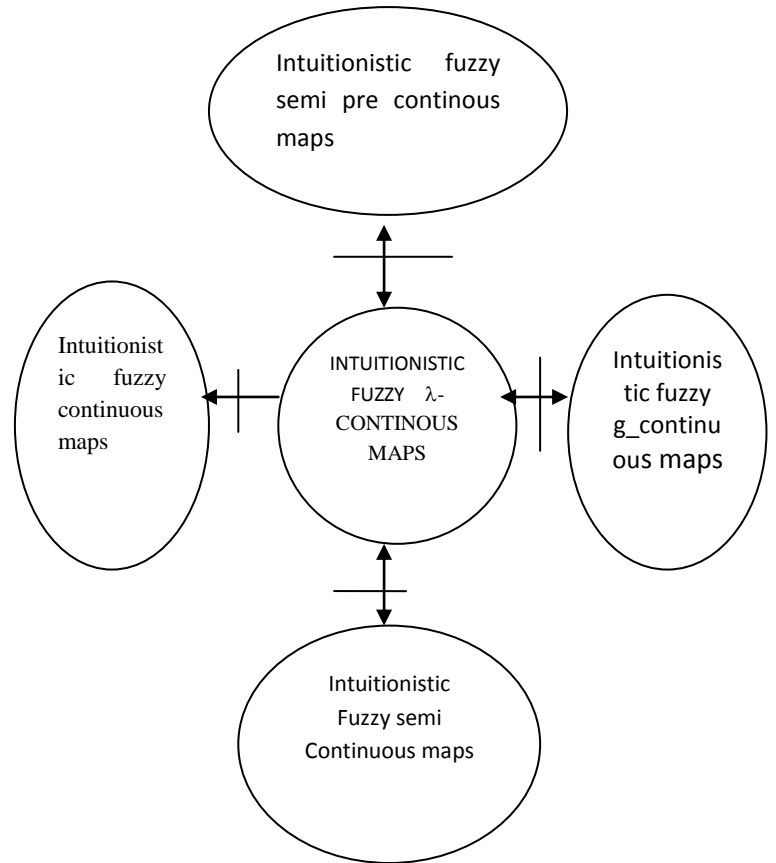 Intuitionistic fuzzy
semi pre continous
maps
Intuitionist
ic fuzzy
continuous
maps
INTUITIONISTIC
FUZZY λ-
CONTINOUS
MAPS
Intuitionis
tic fuzzy
g_continu
ous maps
Intuitionistic
Fuzzy semi
Continuous maps